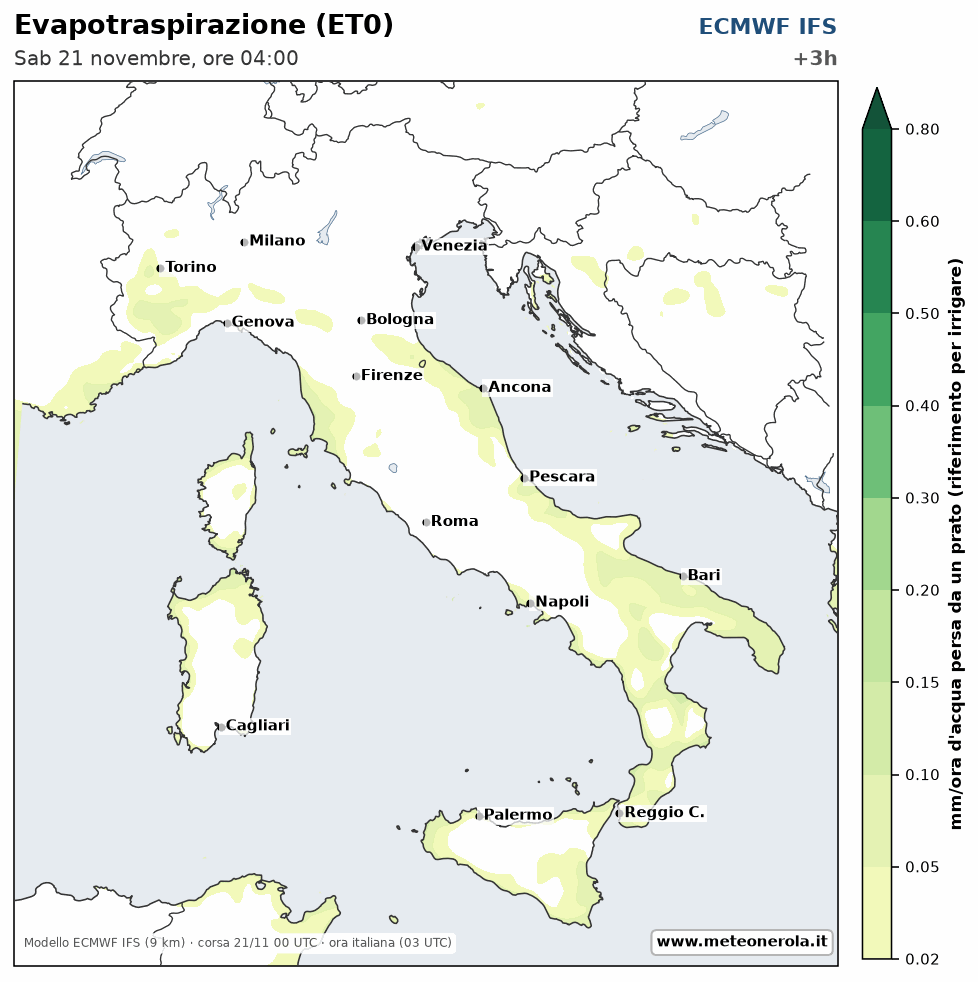 Evapotraspirazione (ET0)
ECMWF IFS
Sab 21 novembre, ore 04:00
+3h
Milano
Venezia
Torino
Genova
Bologna
Firenze
Ancona
Pescara
Roma
Bari
Napoli
Cagliari
Palermo
Reggio C.
0.80
0.60
0.50
0.40
0.30
0.20
0.15
0.10
0.05
0.02
mm/ora d'acqua persa da un prato (riferimento per irrigare)
Modello ECMWF IFS (9 km) · corsa 21/11 00 UTC · ora italiana (03 UTC)
www.meteonerola.it